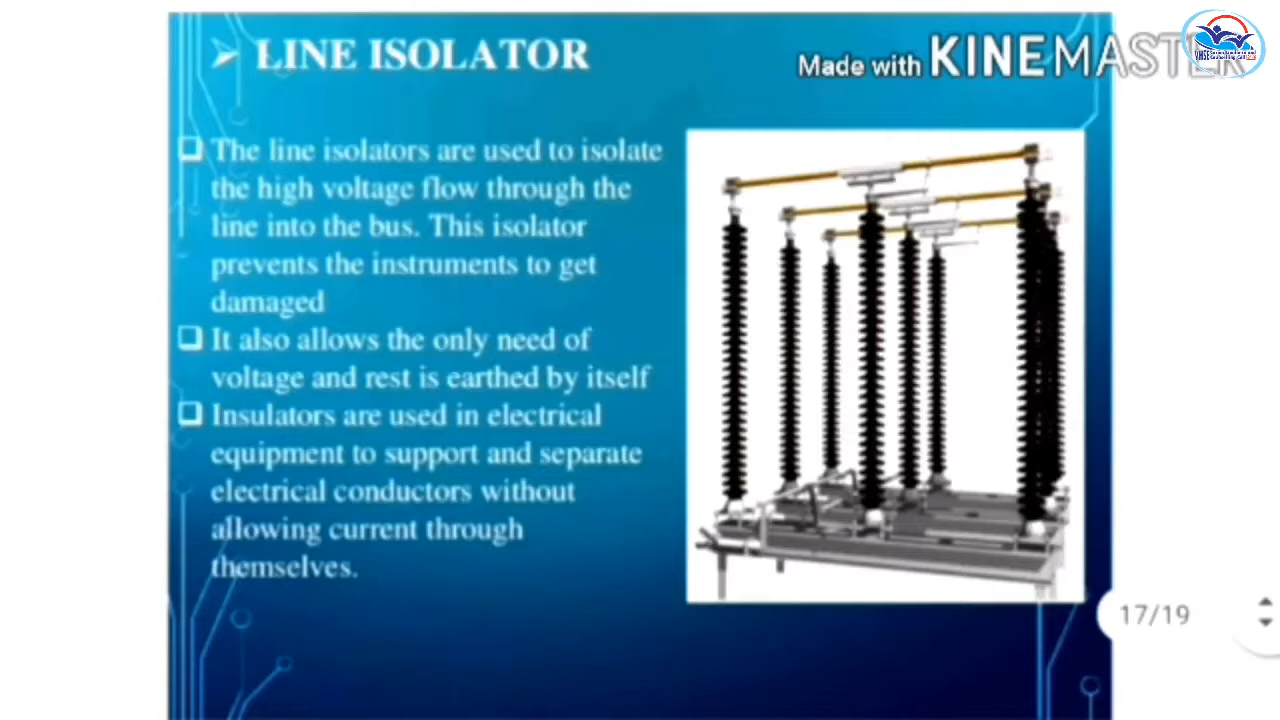 ➢ LINE ISOLATOR
Made with KINEMASTER
❑ The line isolators are used to isolate
the high voltage flow through the
line into the bus. This isolator
prevents the instruments to get
damaged
❑ It also allows the only need of
voltage and rest is earthed by itself
❑ Insulators are used in electrical
equipment to support and separate
electrical conductors without
allowing current through
themselves.
17/19